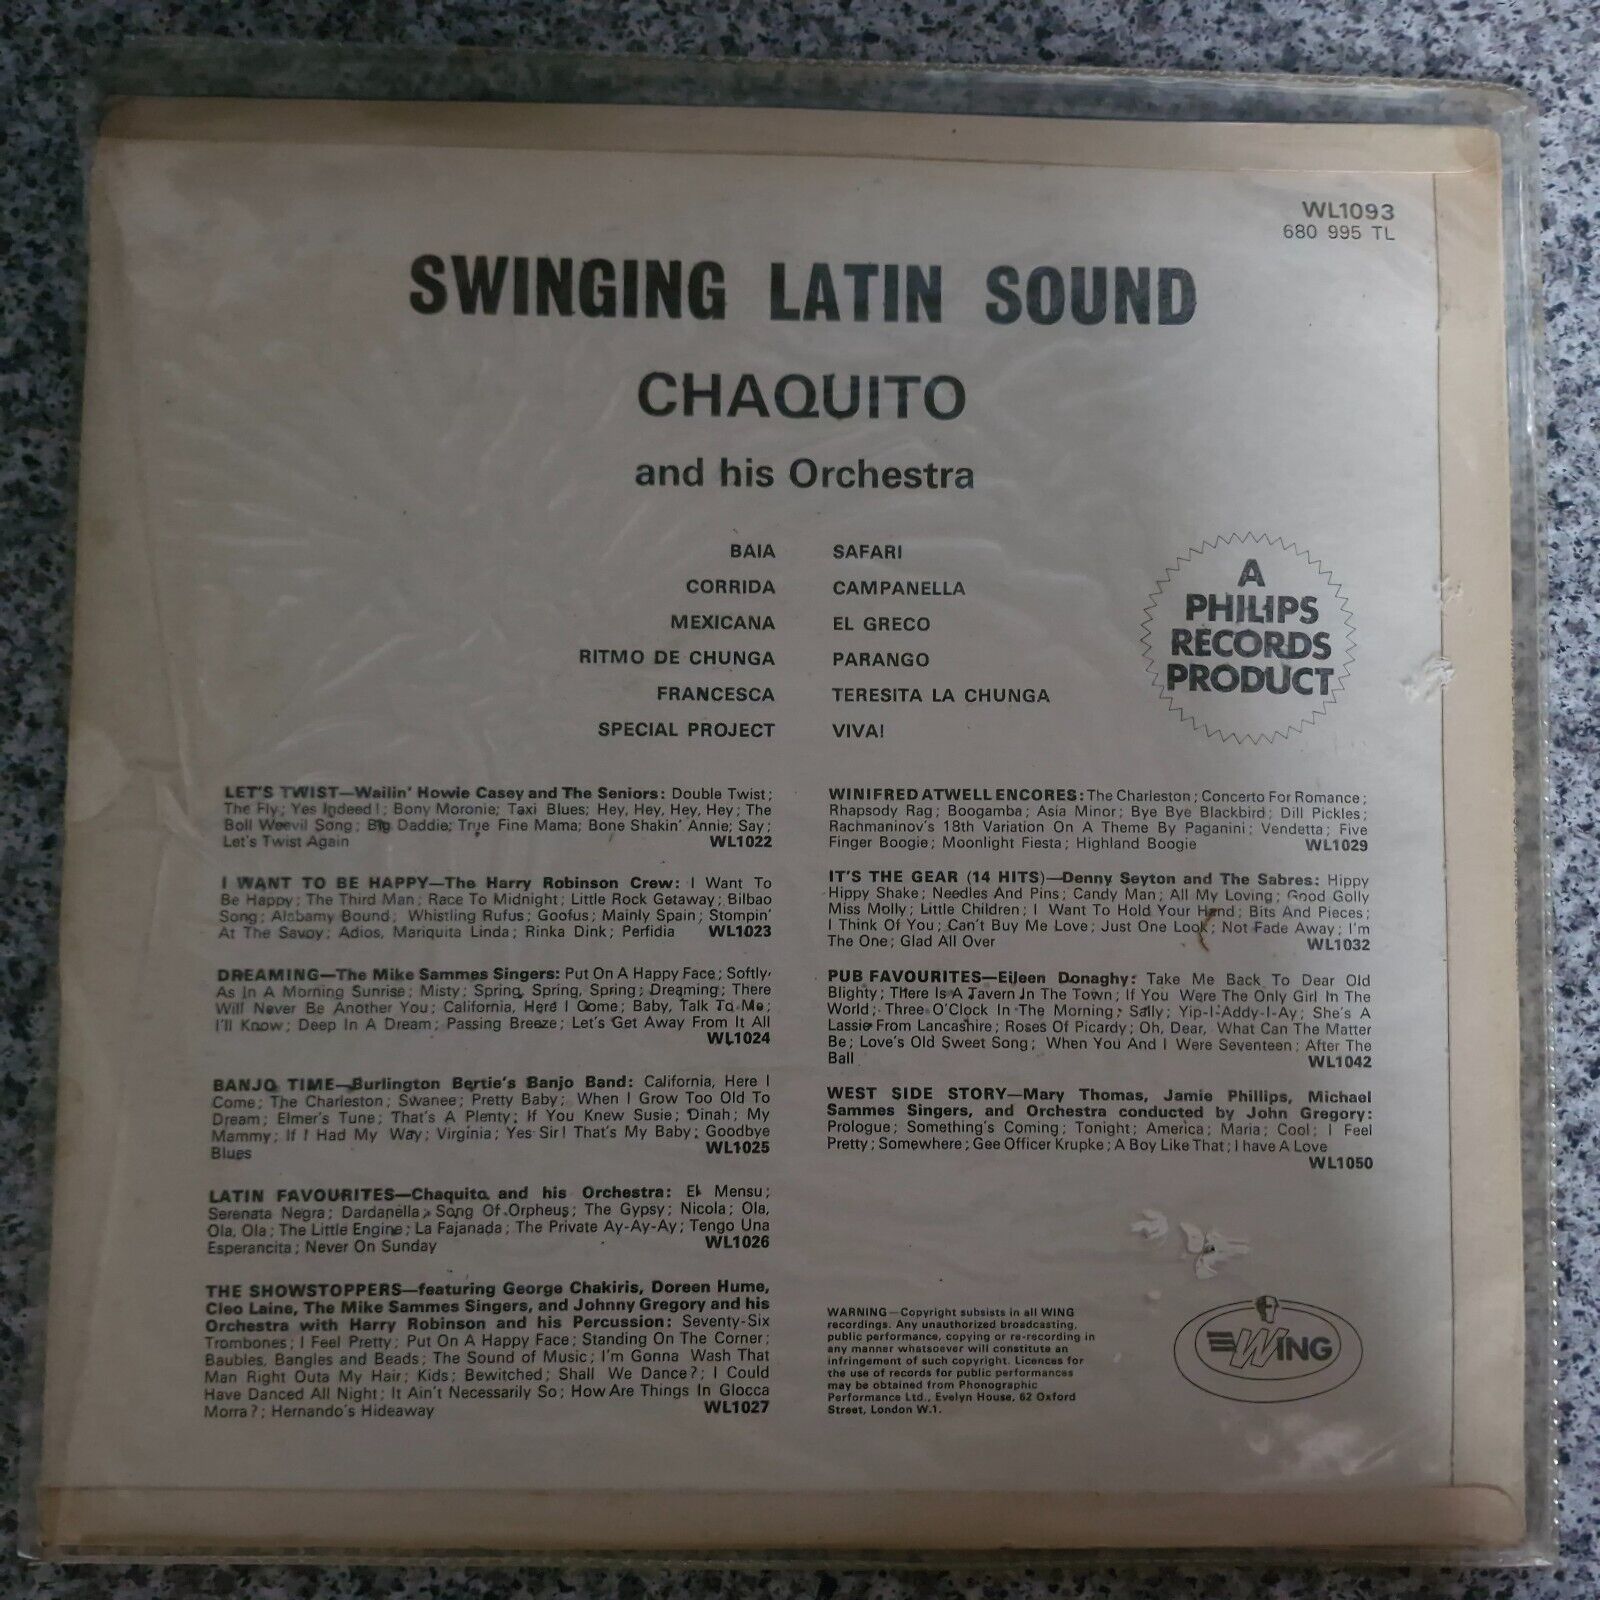 WL1093
680 995 TL
SWINGING LATIN SOUND
CHAQUITO
and his Orchestra
BAIA
CORRIDA
MEXICANA
RITMO DE CHUNGA
FRANCESCA
SPECIAL PROJECT
SAFARI
CAMPANELLA
EL GRECO
PARANGO
TERESITA LA CHUNGA
VIVA!
A
PHILIPS
RECORDS
PRODUCT
LET'S TWIST—Wailin' Howie Casey and The Seniors: Double Twist;
The Fly; Yes Indeed!; Bony Moronie; Taxi Blues; Hey, Hey, Hey, Hey; The
Boll Weevil Song; Big Daddie; True Fine Mama; Bone Shakin' Annie; Say;
Let's Twist Again WL1022
I WANT TO BE HAPPY—The Harry Robinson Crew: I Want To
Be Happy; The Third Man; Race To Midnight; Little Rock Getaway; Bilbao
Song; Alabamy Bound; Whistling Rufus; Goofus; Mainly Spain; Stompin'
At The Savoy; Adios, Mariquita Linda; Rinka Dink; Perfidia WL1023
DREAMING—The Mike Sammes Singers: Put On A Happy Face; Softly,
As In A Morning Sunrise; Misty; Spring, Spring, Spring; Dreaming; There
Will Never Be Another You; California, Here I Come; Baby, Talk To Me;
I'll Know; Deep In A Dream; Passing Breeze; Let's Get Away From It All
WL1024
BANJO TIME—Burlington Bertie's Banjo Band: California, Here I
Come; The Charleston; Swanee; Pretty Baby; When I Grow Too Old To
Dream; Elmer's Tune; That's A Plenty; If You Knew Susie; Dinah; My
Mammy; If I Had My Way; Virginia; Yes Sir! That's My Baby; Goodbye
Blues WL1025
LATIN FAVOURITES—Chaquito and his Orchestra: El Mensu;
Serenata Negra; Dardanella; Song Of Orpheus; The Gypsy; Nicola; Ola,
Ola, Ola; The Little Engine; La Fajanada; The Private Ay-Ay-Ay; Tengo Una
Esperancita; Never On Sunday WL1026
THE SHOWSTOPPERS—featuring George Chakiris, Doreen Hume,
Cleo Laine, The Mike Sammes Singers, and Johnny Gregory and his
Orchestra with Harry Robinson and his Percussion: Seventy-Six
Trombones; I Feel Pretty; Put On A Happy Face; Standing On The Corner;
Baubles, Bangles and Beads; The Sound of Music; I'm Gonna Wash That
Man Right Outa My Hair; Kids; Bewitched; Shall We Dance?; I Could
Have Danced All Night; It Ain't Necessarily So; How Are Things In Glocca
Morra?; Hernando's Hideaway WL1027
WINIFRED ATWELL ENCORES: The Charleston; Concerto For Romance;
Rhapsody Rag; Boogamba; Asia Minor; Bye Bye Blackbird; Dill Pickles;
Rachmaninov's 18th Variation On A Theme By Paganini; Vendetta; Five
Finger Boogie; Moonlight Fiesta; Highland Boogie WL1029
IT'S THE GEAR (14 HITS)—Denny Seyton and The Sabres: Hippy
Hippy Shake; Needles And Pins; Candy Man; All My Loving; Good Golly
Miss Molly; Little Children; I Want To Hold Your Hand; Bits And Pieces;
I Think Of You; Can't Buy Me Love; Just One Look; Not Fade Away; I'm
The One; Glad All Over WL1032
PUB FAVOURITES—Eileen Donaghy: Take Me Back To Dear Old
Blighty; There Is A Tavern In The Town; If You Were The Only Girl In The
World; Three O'Clock In The Morning; Sally; Yip-I-Addy-I-Ay; She's A
Lassie From Lancashire; Roses Of Picardy; Oh, Dear, What Can The Matter
Be; Love's Old Sweet Song; When You And I Were Seventeen; After The
Ball WL1042
WEST SIDE STORY—Mary Thomas, Jamie Phillips, Michael
Sammes Singers, and Orchestra conducted by John Gregory:
Prologue; Something's Coming; Tonight; America; Maria; Cool; I Feel
Pretty; Somewhere; Gee Officer Krupke; A Boy Like That; I have A Love
WL1050
WARNING—Copyright subsists in all WING
recordings. Any unauthorized broadcasting,
public performance, copying or re-recording in
any manner whatsoever will constitute an
infringement of such copyright. Licences for
the use of records for public performances
may be obtained from Phonographic
Performance Ltd., Evelyn House, 62 Oxford
Street, London W.1.
WING